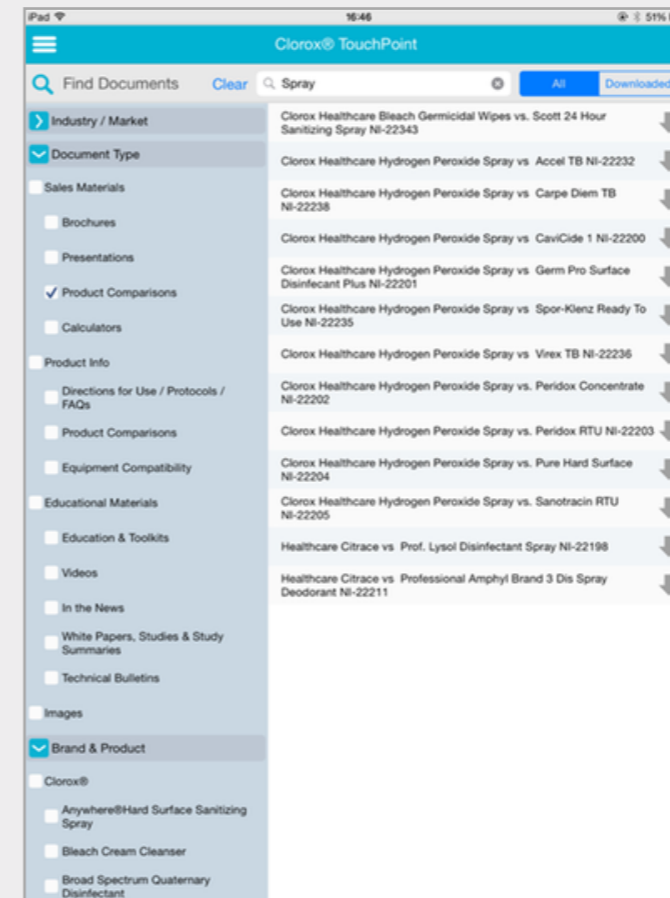 iPad 16:46 51%
Clorox® TouchPoint
Find Documents Clear Spray All Downloaded
Industry / Market
Document Type
Sales Materials
Brochures
Presentations
Product Comparisons
Calculators
Product Info
Directions for Use / Protocols /
FAQs
Product Comparisons
Equipment Compatibility
Educational Materials
Education & Toolkits
Videos
In the News
White Papers, Studies & Study
Summaries
Technical Bulletins
Images
Brand & Product
Clorox®
Anywhere®Hard Surface Sanitizing
Spray
Bleach Cream Cleanser
Broad Spectrum Quaternary
Disinfectant
Clorox Healthcare Bleach Germicidal Wipes vs. Scott 24 Hour
Sanitizing Spray NI-22343
Clorox Healthcare Hydrogen Peroxide Spray vs Accel TB NI-22232
Clorox Healthcare Hydrogen Peroxide Spray vs Carpe Diem TB
NI-22238
Clorox Healthcare Hydrogen Peroxide Spray vs CaviCide 1 NI-22200
Clorox Healthcare Hydrogen Peroxide Spray vs Germ Pro Surface
Disinfecant Plus NI-22201
Clorox Healthcare Hydrogen Peroxide Spray vs Spor-Klenz Ready To
Use NI-22235
Clorox Healthcare Hydrogen Peroxide Spray vs Virex TB NI-22236
Clorox Healthcare Hydrogen Peroxide Spray vs. Peridox Concentrate
NI-22202
Clorox Healthcare Hydrogen Peroxide Spray vs. Peridox RTU NI-22203
Clorox Healthcare Hydrogen Peroxide Spray vs. Pure Hard Surface
NI-22204
Clorox Healthcare Hydrogen Peroxide Spray vs. Sanotracin RTU
NI-22205
Healthcare Citrace vs Prof. Lysol Disinfectant Spray NI-22198
Healthcare Citrace vs Professional Amphyl Brand 3 Dis Spray
Deodorant NI-22211